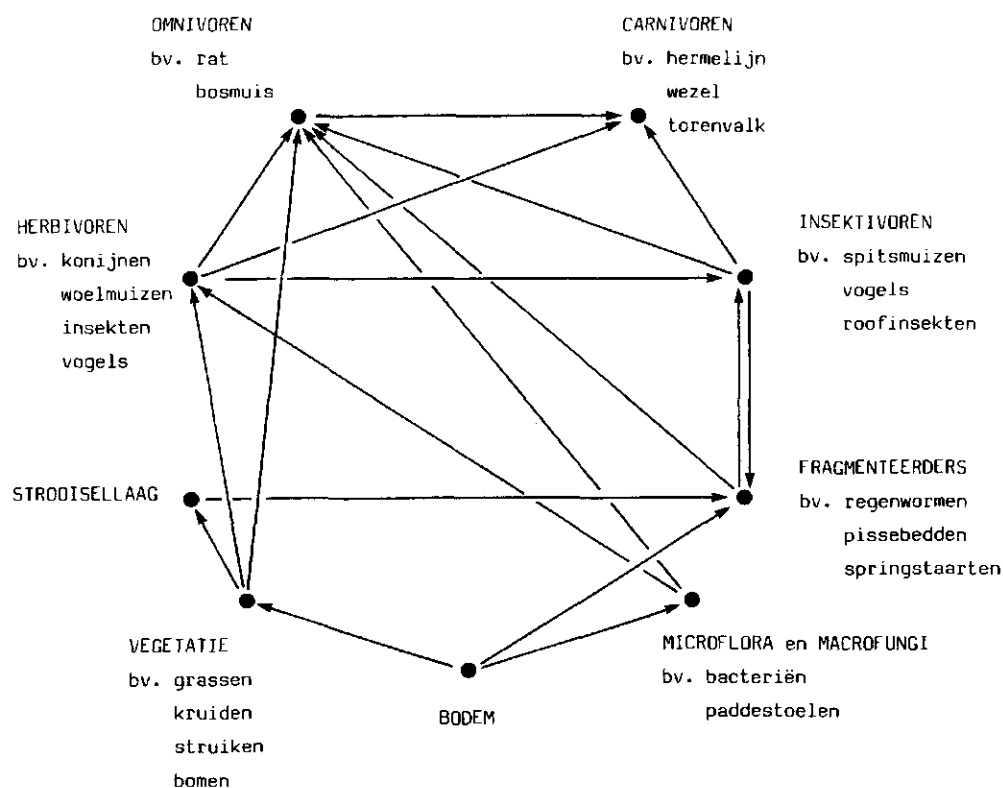 OMNIVOREN
bv. rat
bosmuis
CARNIVOREN
bv. hermelijn
wezel
torenvalk
HERBIVOREN
bv. konijnen
woelmuizen
insekten
vogels
INSEKTIVOREN
bv. spitsmuizen
vogels
roofinsekten
STROOISELLAAG
FRAGMENTEERDERS
bv. regenwormen
pissebedden
springstaarten
VEGETATIE
bv. grassen
kruiden
struiken
bomen
BODEM
MICROFLORA en MACROFUNGI
bv. bacteriën
paddestoelen